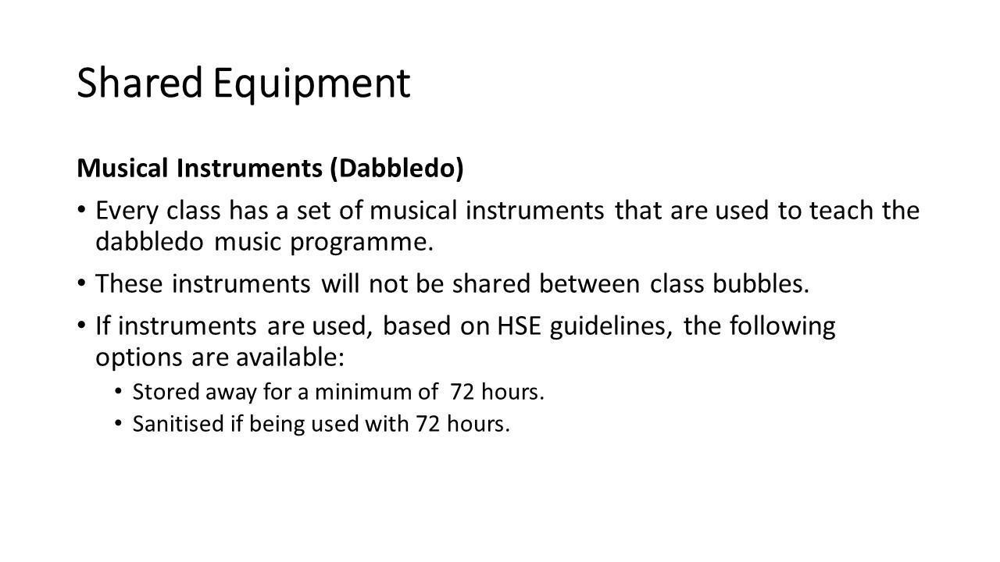 Shared Equipment
Musical Instruments (Dabbledo)
• Every class has a set of musical instruments that are used to teach the
dabbledo music programme.
• These instruments will not be shared between class bubbles.
• If instruments are used, based on HSE guidelines, the following
options are available:
• Stored away for a minimum of  72 hours.
• Sanitised if being used with 72 hours.